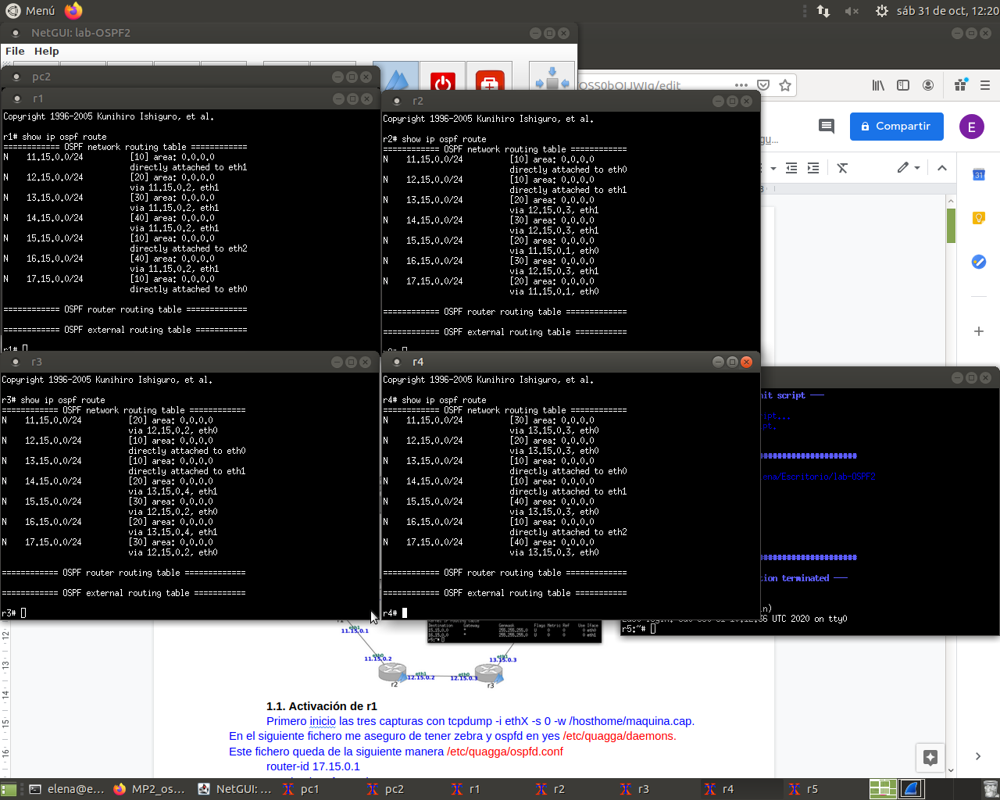 Menú
sáb 31 de oct, 12:20
NetGUI: lab-OSPF2
File Help
pc2
r1
Copyright 1996-2005 Kunihiro Ishiguro, et al.
r1# show ip ospf route
============ OSPF network routing table ============
N 11.15.0.0/24 [10] area: 0.0.0.0
directly attached to eth1
N 12.15.0.0/24 [20] area: 0.0.0.0
via 11.15.0.2, eth1
N 13.15.0.0/24 [30] area: 0.0.0.0
via 11.15.0.2, eth1
N 14.15.0.0/24 [40] area: 0.0.0.0
via 11.15.0.2, eth1
N 15.15.0.0/24 [10] area: 0.0.0.0
directly attached to eth2
N 16.15.0.0/24 [40] area: 0.0.0.0
via 11.15.0.2, eth1
N 17.15.0.0/24 [10] area: 0.0.0.0
directly attached to eth0
============ OSPF router routing table =============
============ OSPF external routing table ===========
r1#
r2
Copyright 1996-2005 Kunihiro Ishiguro, et al.
r2# show ip ospf route
============ OSPF network routing table ============
N 11.15.0.0/24 [10] area: 0.0.0.0
directly attached to eth0
N 12.15.0.0/24 [10] area: 0.0.0.0
directly attached to eth1
N 13.15.0.0/24 [20] area: 0.0.0.0
via 12.15.0.3, eth1
N 14.15.0.0/24 [30] area: 0.0.0.0
via 12.15.0.3, eth1
N 15.15.0.0/24 [20] area: 0.0.0.0
via 11.15.0.1, eth0
N 16.15.0.0/24 [30] area: 0.0.0.0
via 12.15.0.3, eth1
N 17.15.0.0/24 [20] area: 0.0.0.0
via 11.15.0.1, eth0
============ OSPF router routing table =============
============ OSPF external routing table ===========
OSS0bOIJWIg/edit
Compartir
E
gu...
31
r3
Copyright 1996-2005 Kunihiro Ishiguro, et al.
r3# show ip ospf route
============ OSPF network routing table ============
N 11.15.0.0/24 [20] area: 0.0.0.0
via 12.15.0.2, eth0
N 12.15.0.0/24 [10] area: 0.0.0.0
directly attached to eth0
N 13.15.0.0/24 [10] area: 0.0.0.0
directly attached to eth1
N 14.15.0.0/24 [20] area: 0.0.0.0
via 13.15.0.4, eth1
N 15.15.0.0/24 [30] area: 0.0.0.0
via 12.15.0.2, eth0
N 16.15.0.0/24 [20] area: 0.0.0.0
via 13.15.0.4, eth1
N 17.15.0.0/24 [30] area: 0.0.0.0
via 12.15.0.2, eth0
============ OSPF router routing table =============
============ OSPF external routing table ===========
r3#
r4
Copyright 1996-2005 Kunihiro Ishiguro, et al.
r4# show ip ospf route
============ OSPF network routing table ============
N 11.15.0.0/24 [30] area: 0.0.0.0
via 13.15.0.3, eth0
N 12.15.0.0/24 [20] area: 0.0.0.0
via 13.15.0.3, eth0
N 13.15.0.0/24 [10] area: 0.0.0.0
directly attached to eth0
N 14.15.0.0/24 [10] area: 0.0.0.0
directly attached to eth1
N 15.15.0.0/24 [40] area: 0.0.0.0
via 13.15.0.3, eth0
N 16.15.0.0/24 [10] area: 0.0.0.0
directly attached to eth2
N 17.15.0.0/24 [40] area: 0.0.0.0
via 13.15.0.3, eth0
============ OSPF router routing table =============
============ OSPF external routing table ===========
r4#
nit script ---
ript...
pt.
ena/Escritorio/lab-OSPF2
tion terminated ---
in)
UTC 2020 on tty0
r5:~#
Destination Gateway Genmask Flags Metric Ref Use Iface
eth1
11.15.0.1
eth0
11.15.0.2
r2
eth1
12.15.0.2
eth0
12.15.0.3
r3
eth1
13.15.0.3
12
13
14
15
16
1.1. Activación de r1
Primero inicio las tres capturas con tcpdump -i ethX -s 0 -w /hosthome/maquina.cap.
En el siguiente fichero me aseguro de tener zebra y ospfd en yes /etc/quagga/daemons.
Este fichero queda de la siguiente manera /etc/quagga/ospfd.conf
router-id 17.15.0.1
elena@e...
MP2_os...
NetGUI: ...
pc1
pc2
r1
r2
r3
r4
r5